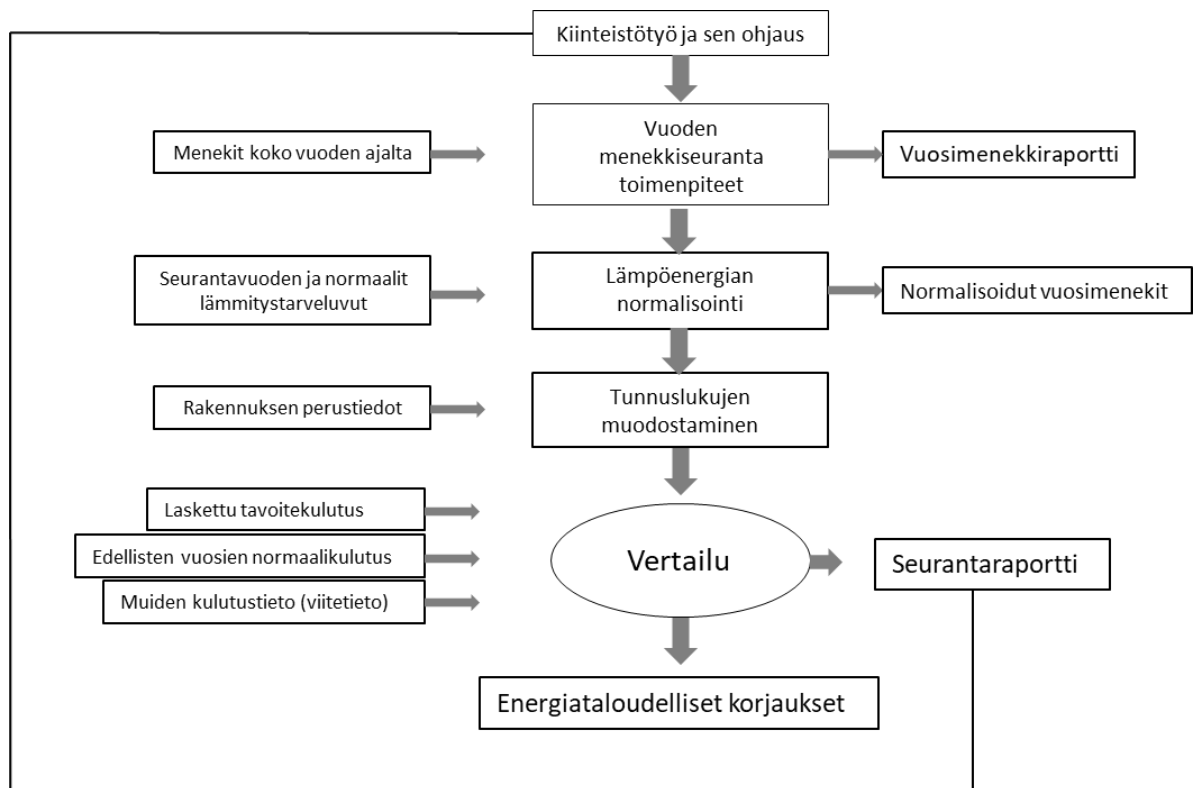 Kiinteistötyö ja sen ohjaus
Menekit koko vuoden ajalta
Vuoden
menekkiseuranta
toimenpiteet
Vuosimenekkiraportti
Seurantavuoden ja normaalit
lämmitystarveluvut
Lämpöenergian
normalisointi
Normalisoidut vuosimenekit
Rakennuksen perustiedot
Tunnuslukujen
muodostaminen
Laskettu tavoitekulutus
Edellisten vuosien normaalikulutus
Muiden kulutustieto (viitetieto)
Vertailu
Seurantaraportti
Energiataloudelliset korjaukset